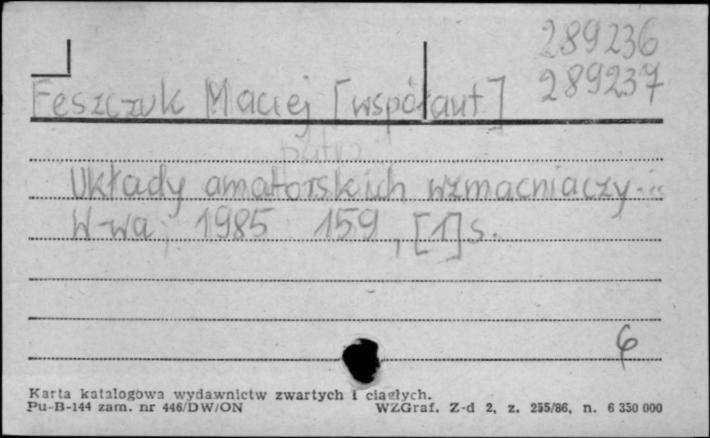 289236
289237
Feszczuk Maciej [współaut]
patrz
Układy amatorskich wzmacniaczy...
W-wa, 1985 159, [1] s.
6
Karta katalogowa wydawnictw zwartych i ciągłych.
Pu-B-144 zam. nr 446/DW/ON WZGraf. Z-d 2, z. 255/86, n. 6 350 000